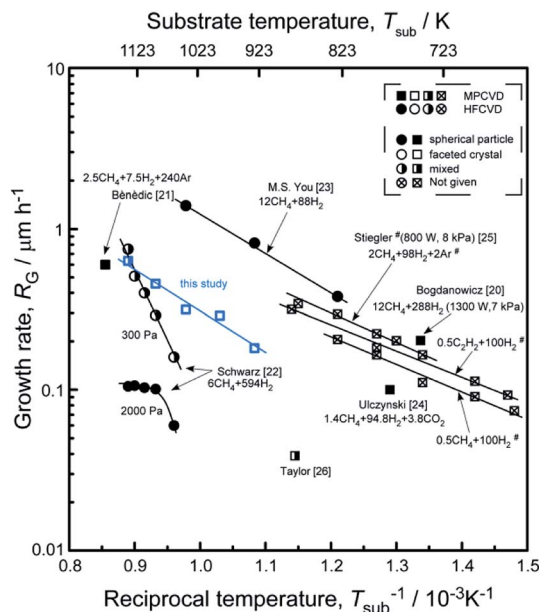 Substrate temperature, Tsub / K
1123 1023 923 823 723
MPCVD
HFCVD
spherical particle
faceted crystal
mixed
Not given
2.5CH4+7.5H2+240Ar
Bènèdic [21]
M.S. You [23]
12CH4+88H2
Stiegler #(800 W, 8 kPa) [25]
2CH4+98H2+2Ar #
this study
Bogdanowicz [20]
12CH4+288H2 (1300 W,7 kPa)
300 Pa
0.5C2H2+100H2 #
Schwarz [22]
6CH4+594H2
2000 Pa
Ulczynski [24]
1.4CH4+94.8H2+3.8CO2
0.5CH4+100H2 #
Taylor [26]
Growth rate, RG / μm h-1
10
1
0.1
0.01
0.8 0.9 1.0 1.1 1.2 1.3 1.4 1.5
Reciprocal temperature, Tsub-1 / 10-3K-1